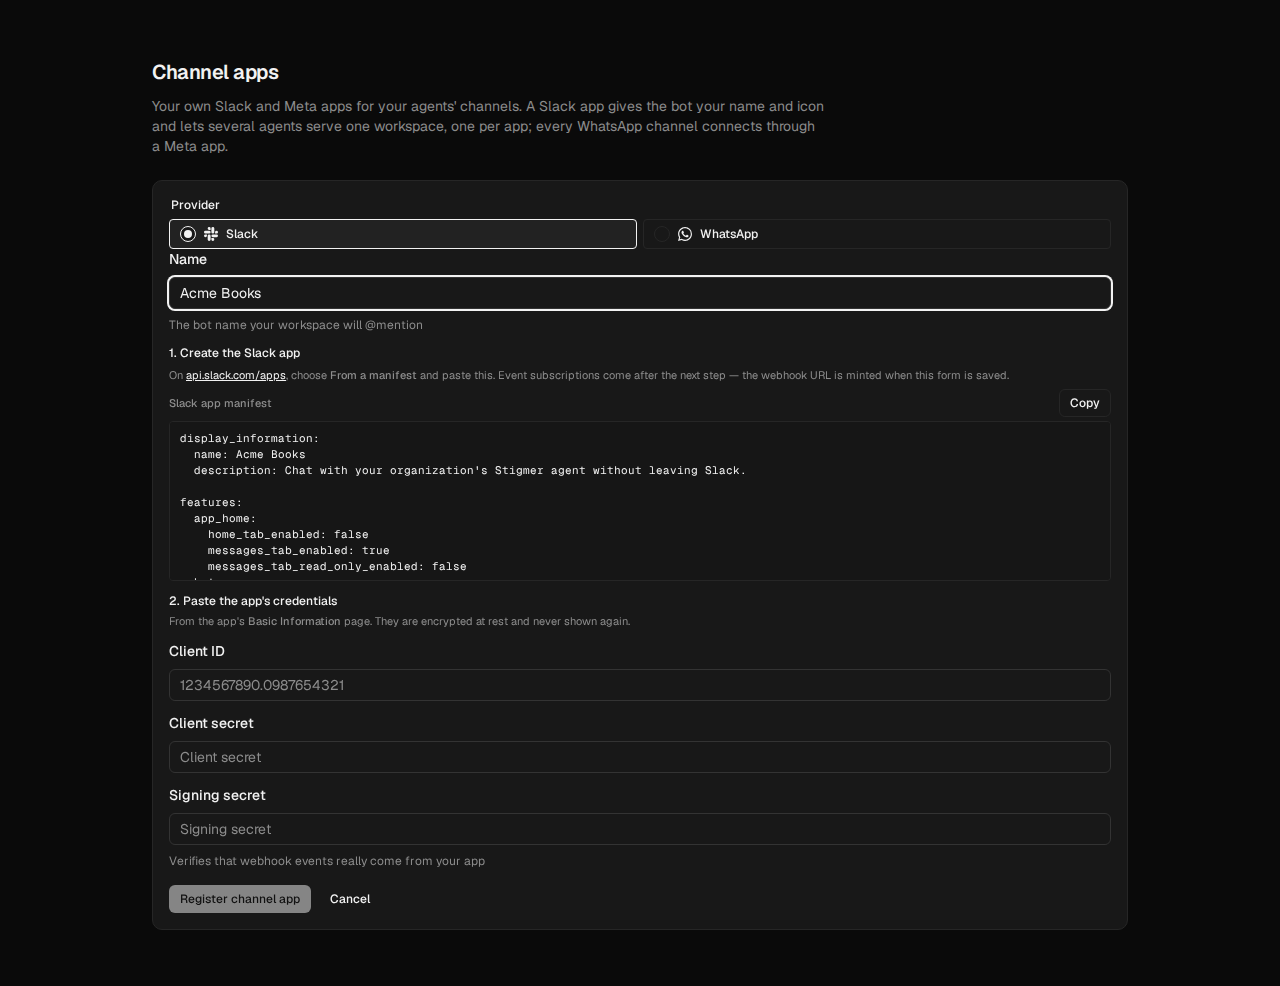 Channel apps
Your own Slack and Meta apps for your agents' channels. A Slack app gives the bot your name and icon
and lets several agents serve one workspace, one per app; every WhatsApp channel connects through
a Meta app.
Provider
Slack
WhatsApp
Name
Acme Books
The bot name your workspace will @mention
1. Create the Slack app
On api.slack.com/apps, choose From a manifest and paste this. Event subscriptions come after the next step — the webhook URL is minted when this form is saved.
Slack app manifest
Copy
display_information:
  name: Acme Books
  description: Chat with your organization's Stigmer agent without leaving Slack.
features:
  app_home:
    home_tab_enabled: false
    messages_tab_enabled: true
    messages_tab_read_only_enabled: false
2. Paste the app's credentials
From the app's Basic Information page. They are encrypted at rest and never shown again.
Client ID
1234567890.0987654321
Client secret
Client secret
Signing secret
Signing secret
Verifies that webhook events really come from your app
Register channel app
Cancel